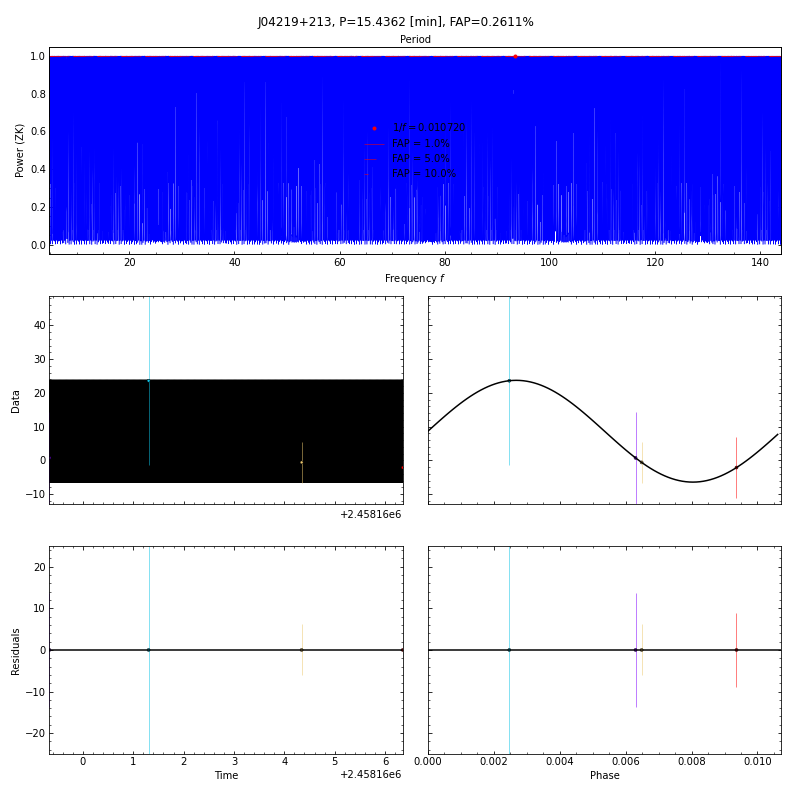 J04219+213, P=15.4362 [min], FAP=0.2611%
Period
1.0
0.8
0.6
0.4
0.2
0.0
Power (ZK)
1/f = 0.010720
FAP = 1.0%
FAP = 5.0%
FAP = 10.0%
20 40 60 80 100 120 140
Frequency f
40
30
20
10
0
−10
Data
+2.45816e6
20
10
0
−10
−20
Residuals
0 1 2 3 4 5 6
Time
+2.45816e6
0.000 0.002 0.004 0.006 0.008 0.010
Phase